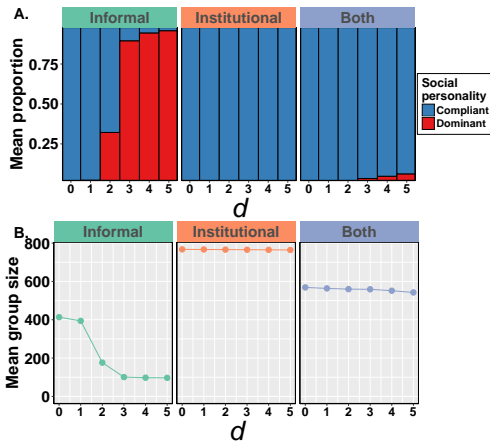 A.
Informal Institutional Both
Mean proportion
0.75
0.50
0.25
0 1 2 3 4 5 0 1 2 3 4 5 0 1 2 3 4 5
d
Social
personality
Compliant
Dominant
B.
Informal Institutional Both
Mean group size
800
600
400
200
0
0 1 2 3 4 5 0 1 2 3 4 5 0 1 2 3 4 5
d